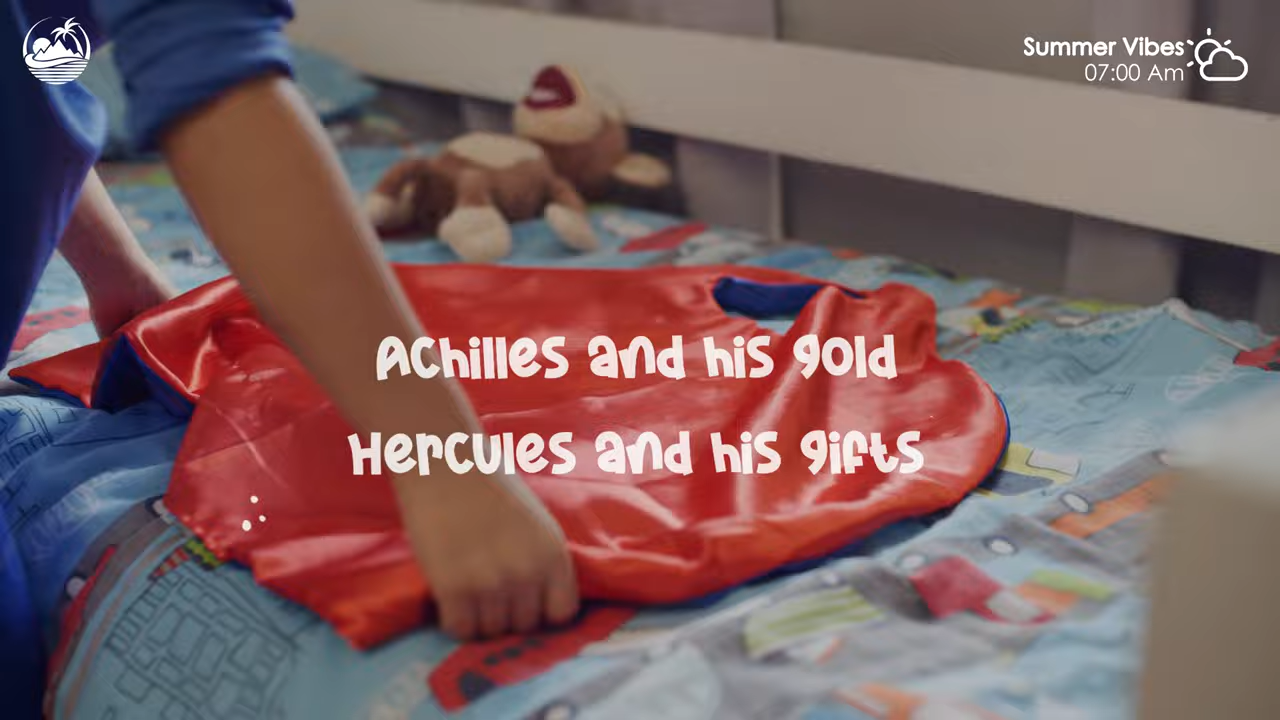 Summer Vibes
07:00 Am
Achilles and his gold
Hercules and his gifts